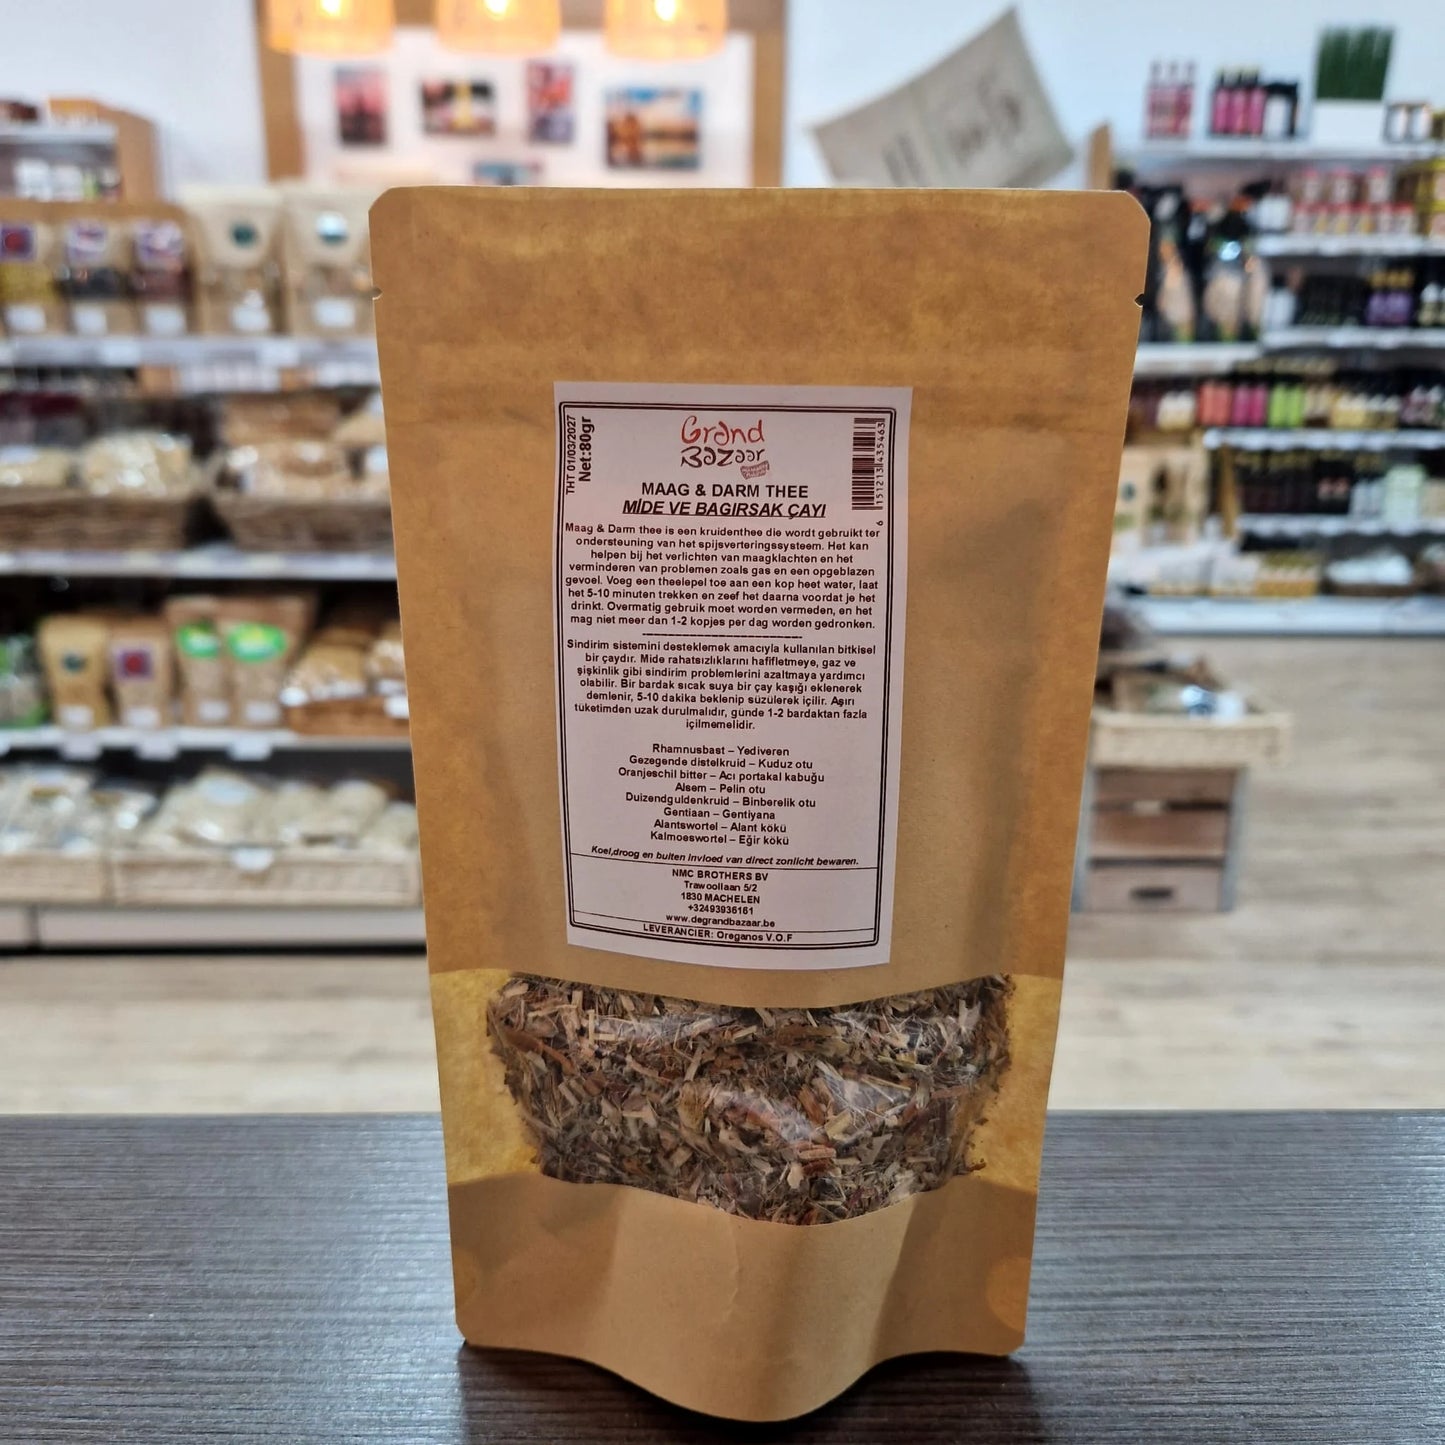 THT 01/03/2027
Net:80gr
Grand
Bazaar
6 151213 435463
MAAG & DARM THEE
MİDE VE BAGIRSAK ÇAYI
Maag & Darm thee is een kruidenthee die wordt gebruikt ter
ondersteuning van het spijsverteringssysteem. Het kan
helpen bij het verlichten van maagklachten en het
verminderen van problemen zoals gas en een opgeblazen
gevoel. Voeg een theelepel toe aan een kop heet water, laat
het 5-10 minuten trekken en zeef het daarna voordat je het
drinkt. Overmatig gebruik moet worden vermeden, en het
mag niet meer dan 1-2 kopjes per dag worden gedronken.
Sindirim sistemini desteklemek amacıyla kullanılan bitkisel
bir çaydır. Mide rahatsızlıklarını hafifletmeye, gaz ve
şişkinlik gibi sindirim problemlerini azaltmaya yardımcı
olabilir. Bir bardak sıcak suya bir çay kaşığı eklenerek
demlenir, 5-10 dakika beklenip süzülerek içilir. Aşırı
tüketimden uzak durulmalıdır, günde 1-2 bardaktan fazla
içilmemelidir.
Rhamnusbast – Yediveren
Gezegende distelkruid – Kuduz otu
Oranjeschil bitter – Acı portakal kabuğu
Alsem – Pelin otu
Duizendguldenkruid – Binberelik otu
Gentiaan – Gentiyana
Alantswortel – Alant kökü
Kalmoeswortel – Eğir kökü
Koel,droog en buiten invloed van direct zonlicht bewaren.
NMC BROTHERS BV
Trawoollaan 5/2
1830 MACHELEN
+32493936161
www.degrandbazaar.be
LEVERANCIER: Oreganos V.O.F